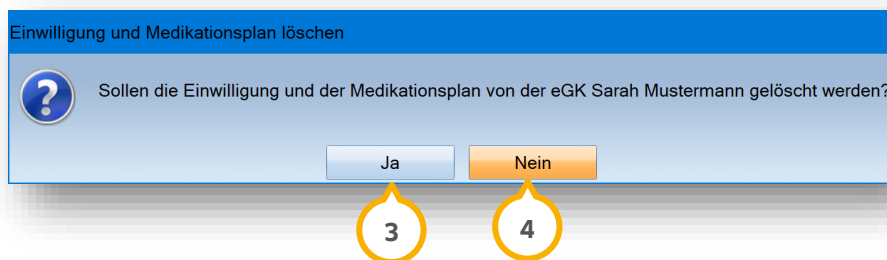 Einwilligung und Medikationsplan löschen
Sollen die Einwilligung und der Medikationsplan von der eGK Sarah Mustermann gelöscht werden?
Ja
Nein
3
4